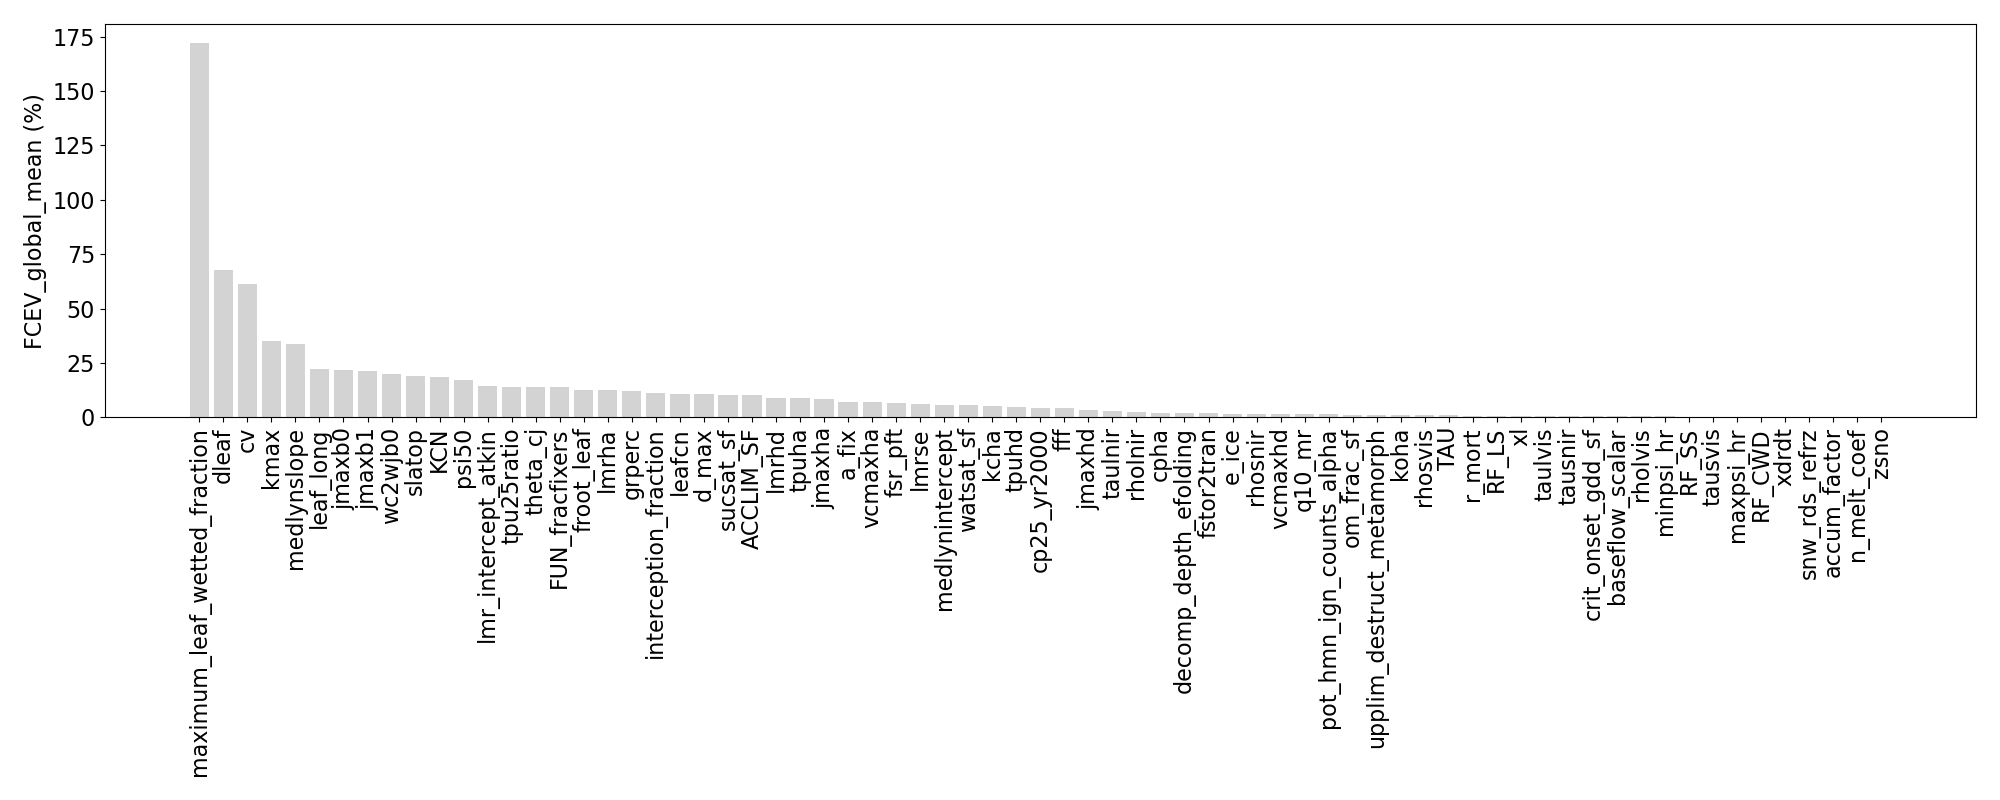 FCEV_global_mean (%)
175
150
125
100
75
50
25
0
maximum_leaf_wetted_fraction
dleaf
cv
kmax
medlynslope
leaf_long
jmaxb0
jmaxb1
wc2wjb0
slatop
KCN
psi50
lmr_intercept_atkin
tpu25ratio
theta_cj
FUN_fracfixers
froot_leaf
lmrha
grperc
interception_fraction
leafcn
d_max
sucsat_sf
ACCLIM_SF
lmrhd
tpuha
jmaxha
a_fix
vcmaxha
fsr_pft
lmrse
medlynintercept
watsat_sf
kcha
tpuhd
cp25_yr2000
fff
jmaxhd
taulnir
rholnir
cpha
decomp_depth_efolding
fstor2tran
e_ice
rhosnir
vcmaxhd
q10_mr
pot_hmn_ign_counts_alpha
om_frac_sf
upplim_destruct_metamorph
koha
rhosvis
TAU
r_mort
RF_LS
xl
taulvis
tausnir
crit_onset_gdd_sf
baseflow_scalar
rholvis
minpsi_hr
RF_SS
tausvis
maxpsi_hr
RF_CWD
xdrdt
snw_rds_refrz
accum_factor
n_melt_coef
zsno